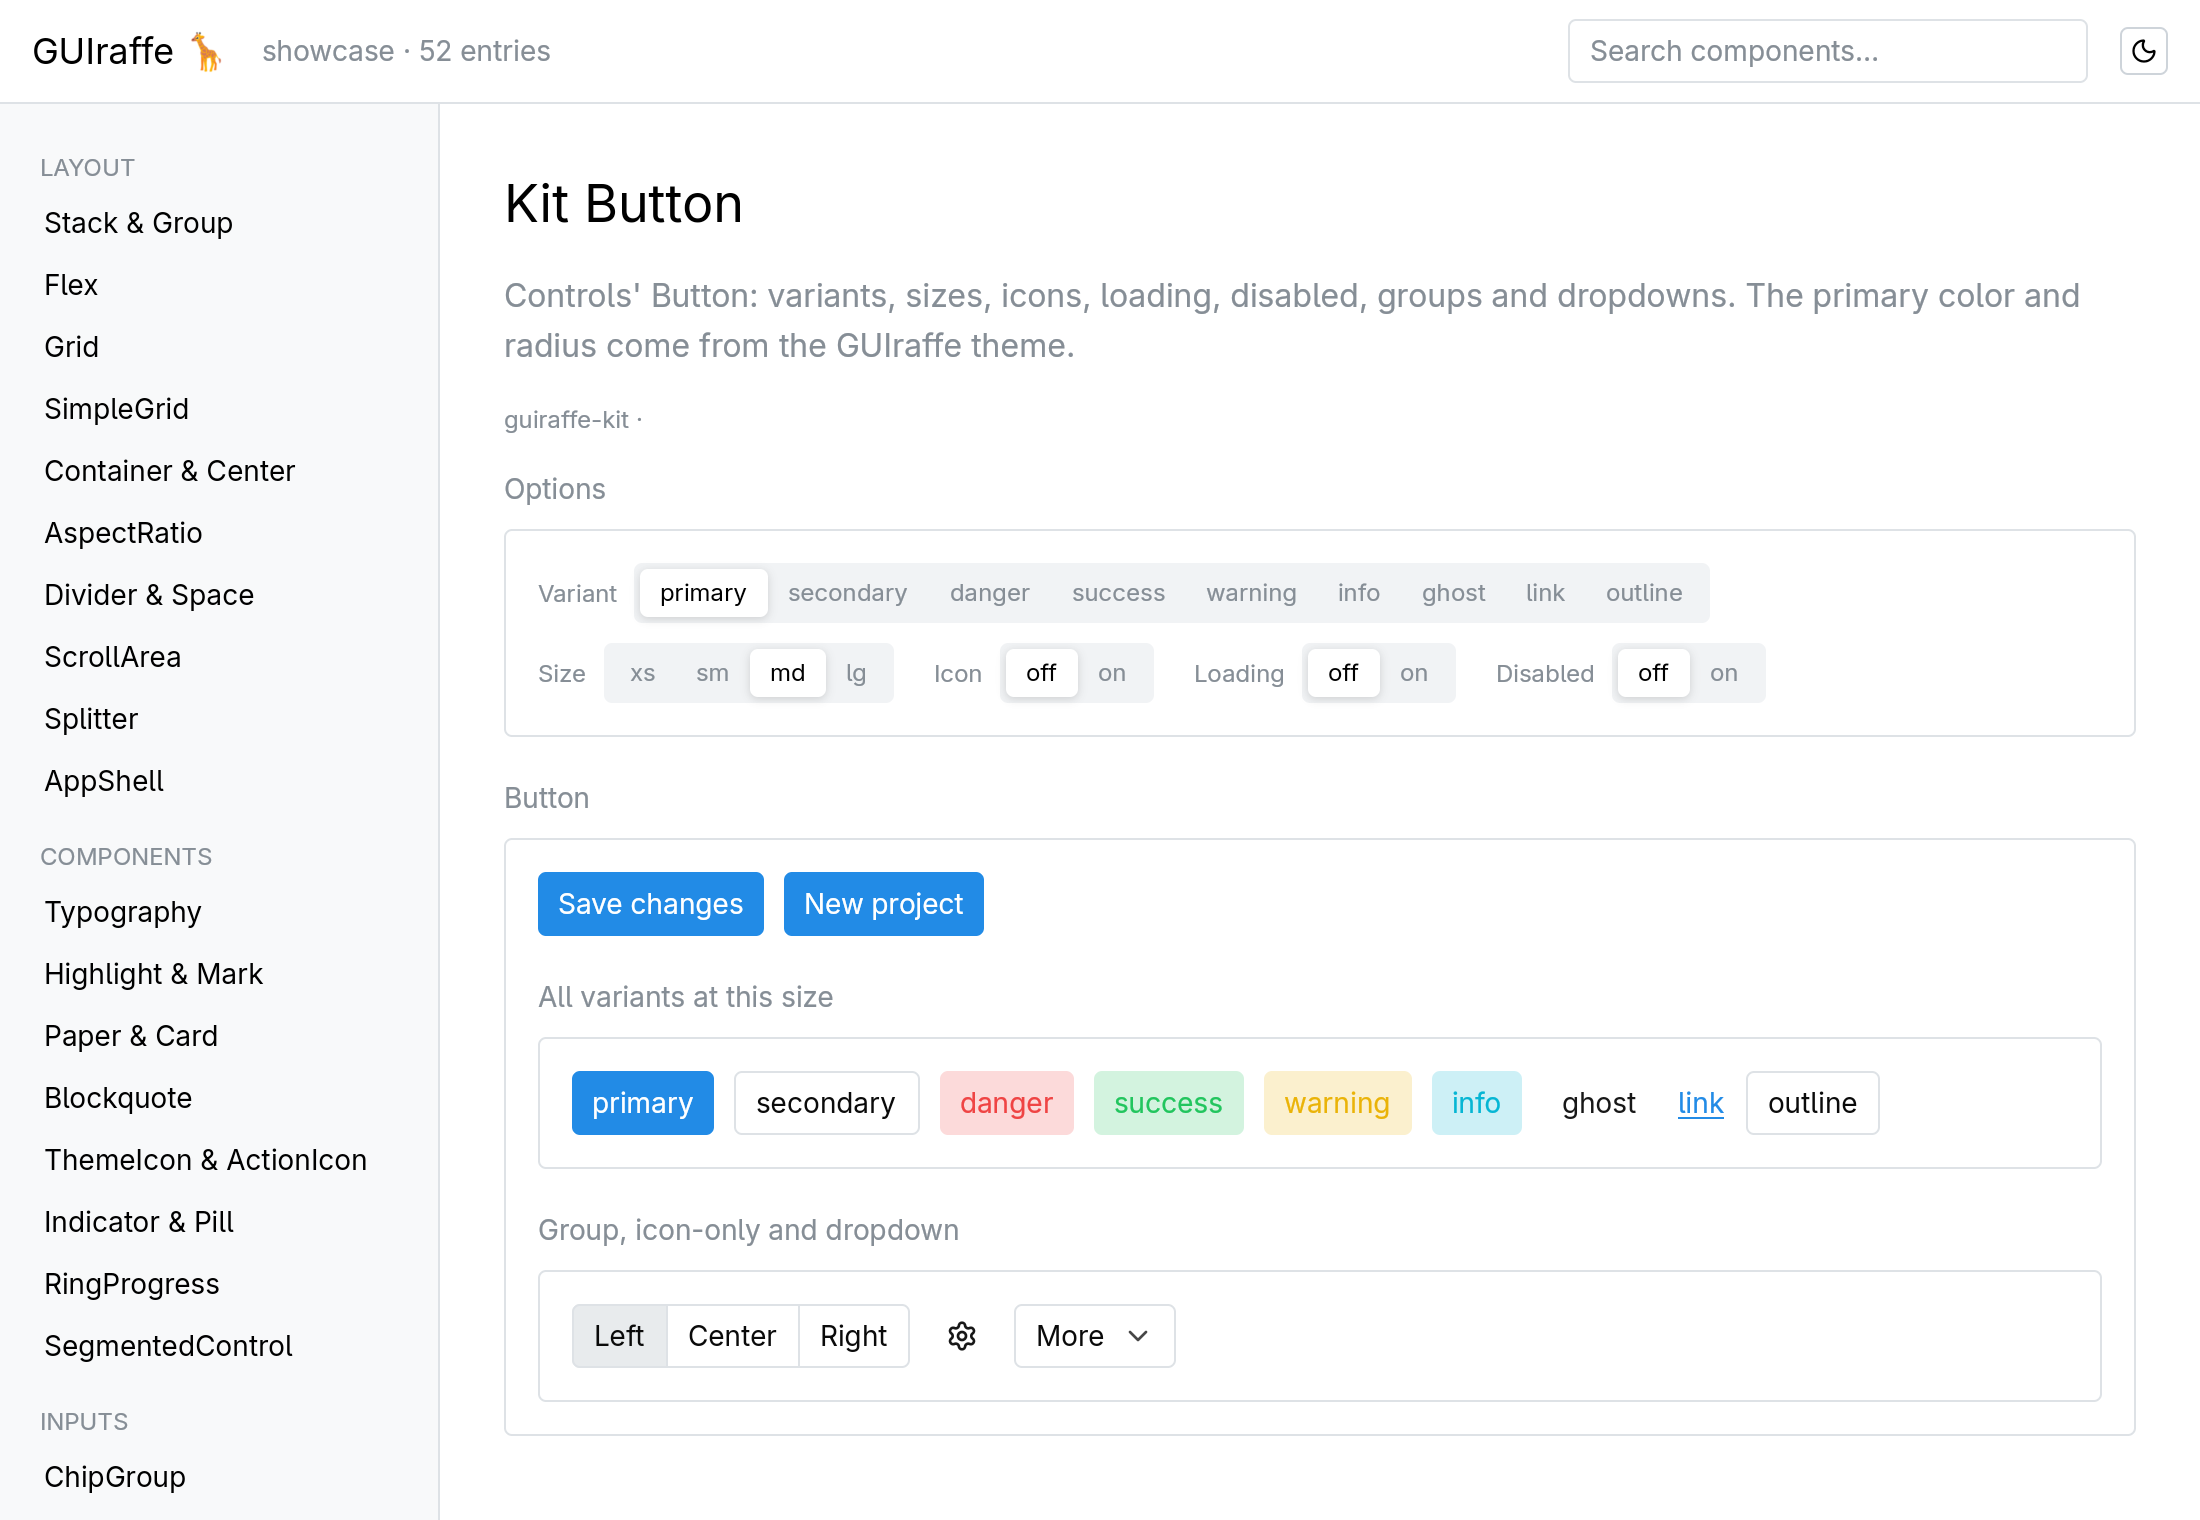 GUIraffe 🦒 showcase · 52 entries
Search components...
LAYOUT
Stack & Group
Flex
Grid
SimpleGrid
Container & Center
AspectRatio
Divider & Space
ScrollArea
Splitter
AppShell
COMPONENTS
Typography
Highlight & Mark
Paper & Card
Blockquote
ThemeIcon & ActionIcon
Indicator & Pill
RingProgress
SegmentedControl
INPUTS
ChipGroup
Kit Button
Controls' Button: variants, sizes, icons, loading, disabled, groups and dropdowns. The primary color and
radius come from the GUIraffe theme.
guiraffe-kit ·
Options
Variant primary secondary danger success warning info ghost link outline
Size xs sm md lg Icon off on Loading off on Disabled off on
Button
Save changes New project
All variants at this size
primary secondary danger success warning info ghost link outline
Group, icon-only and dropdown
Left Center Right More